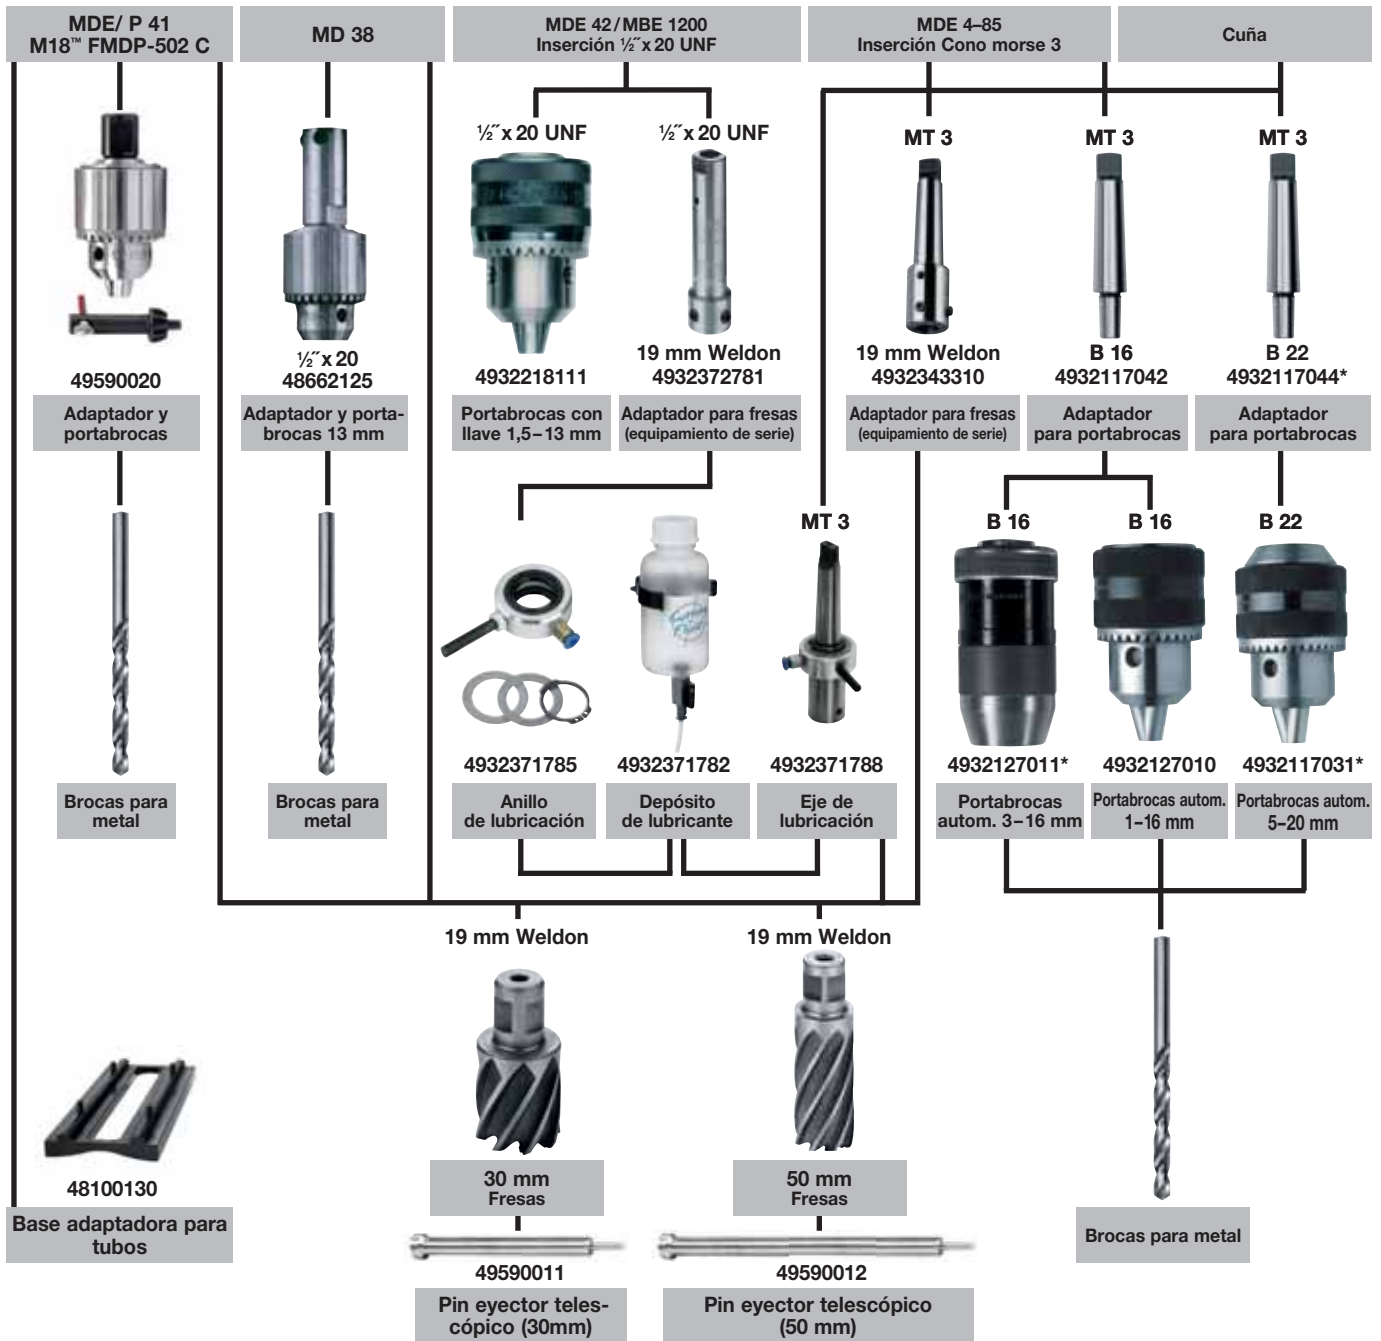 MDE/ P 41
M18™ FMDP-502 C
MD 38
MDE 42/MBE 1200
Inserción ½˝x 20 UNF
MDE 4–85
Inserción Cono morse 3
Cuña
½˝x 20 UNF
½˝x 20 UNF
MT 3
MT 3
MT 3
½˝x 20
19 mm Weldon
19 mm Weldon
B 16
B 22
49590020
48662125
4932218111
4932372781
4932343310
4932117042
4932117044*
Adaptador y
portabrocas
Adaptador y porta-
brocas 13 mm
Portabrocas con
llave 1,5–13 mm
Adaptador para fresas
(equipamiento de serie)
Adaptador para fresas
(equipamiento de serie)
Adaptador
para portabrocas
Adaptador
para portabrocas
MT 3
B 16
B 16
B 22
4932371785
4932371782
4932371788
4932127011*
4932127010
4932117031*
Brocas para
metal
Brocas para
metal
Anillo
de lubricación
Depósito
de lubricante
Eje de
lubricación
Portabrocas
autom. 3–16 mm
Portabrocas autom.
1–16 mm
Portabrocas autom.
5–20 mm
19 mm Weldon
19 mm Weldon
48100130
Base adaptadora para
tubos
30 mm
Fresas
50 mm
Fresas
Brocas para metal
49590011
49590012
Pin eyector teles-
cópico (30mm)
Pin eyector telescópico
(50 mm)